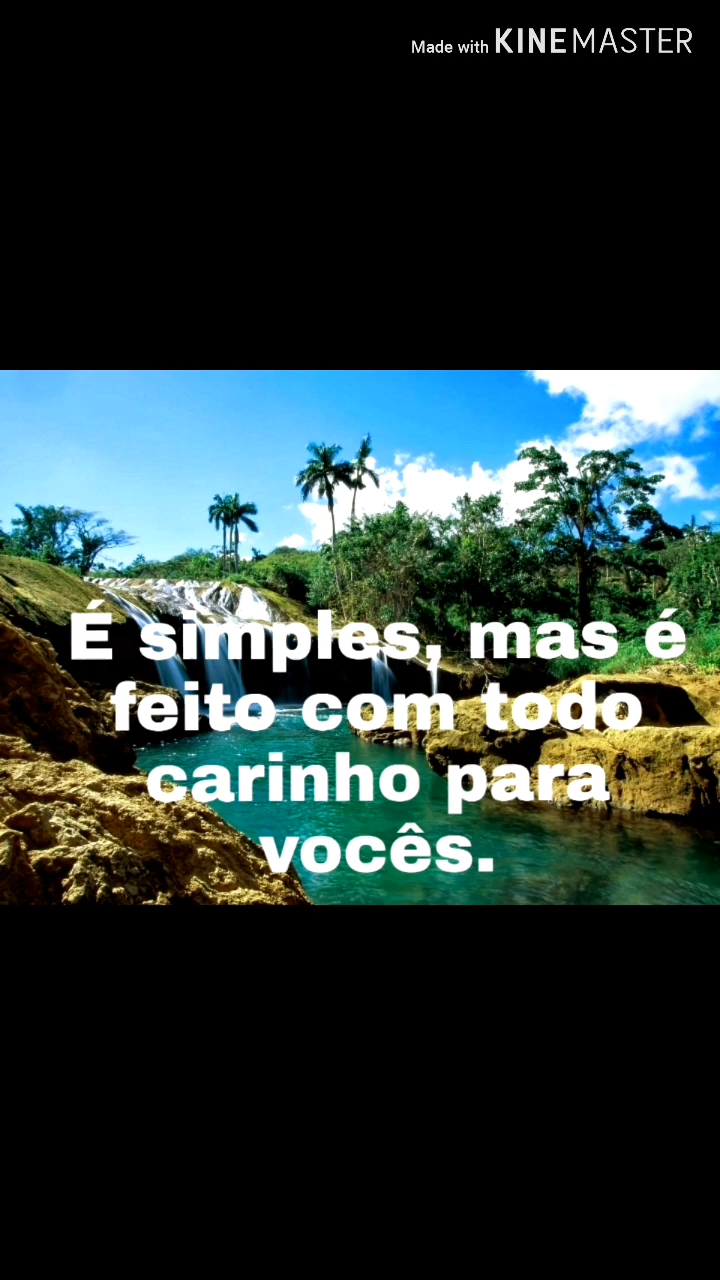 Made with KINEMASTER
É simples, mas é
feito com todo
carinho para
vocês.